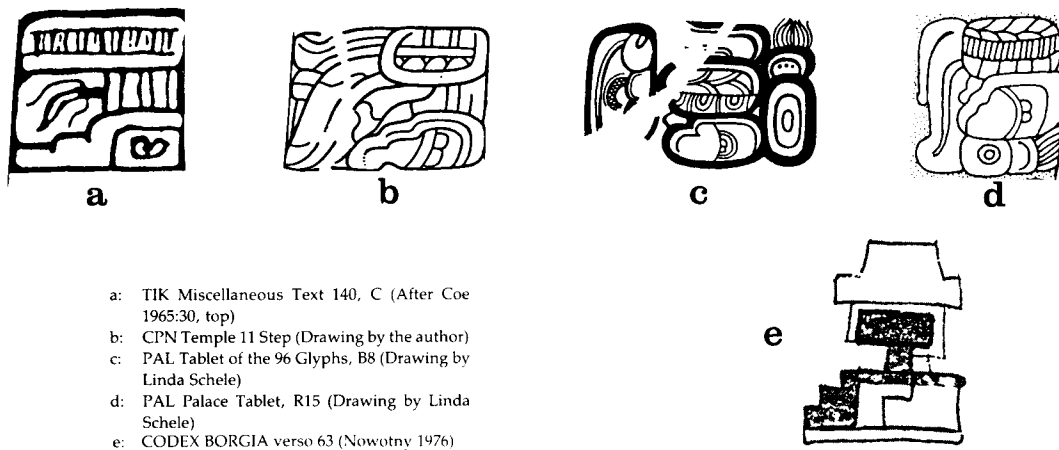 a
b
c
d
e
a: TIK Miscellaneous Text 140, C (After Coe
1965:30, top)
b: CPN Temple 11 Step (Drawing by the author)
c: PAL Tablet of the 96 Glyphs, B8 (Drawing by
Linda Schele)
d: PAL Palace Tablet, R15 (Drawing by Linda
Schele)
e: CODEX BORGIA verso 63 (Nowotny 1976)